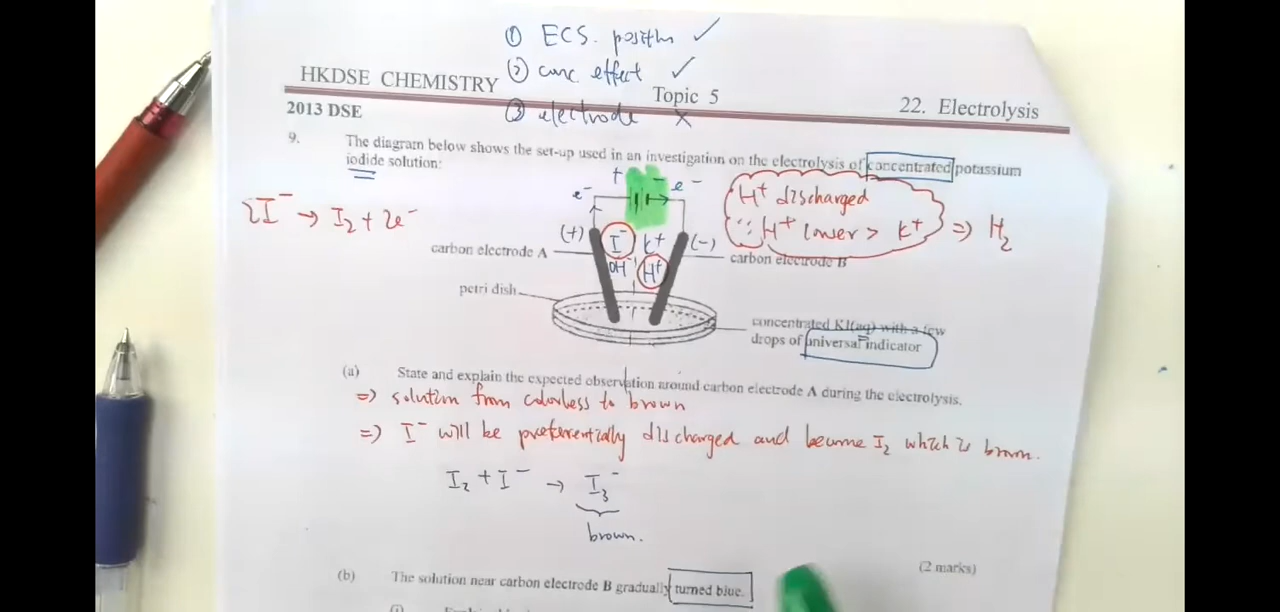 ① ECS. position ✓
② conc. effect ✓
③ electrode ✗
HKDSE CHEMISTRY
Topic 5
22. Electrolysis
2013 DSE
9. The diagram below shows the set-up used in an investigation on the electrolysis of concentrated potassium
iodide solution:
+ − e⁻
e⁻
2I⁻ → I₂ + 2e⁻
H⁺ discharged
∵ H⁺ lower > K⁺ ⇒ H₂
(+) I⁻ K⁺ (−)
OH⁻ H⁺
carbon electrode A
carbon electrode B
petri dish
concentrated KI(aq) with a few
drops of universal indicator
(a) State and explain the expected observation around carbon electrode A during the electrolysis.
⇒ solution from colorless to brown
⇒ I⁻ will be preferentially discharged and become I₂ which is brown.
I₂ + I⁻ → I₃⁻
brown.
(2 marks)
(b) The solution near carbon electrode B gradually turned blue.
(i)